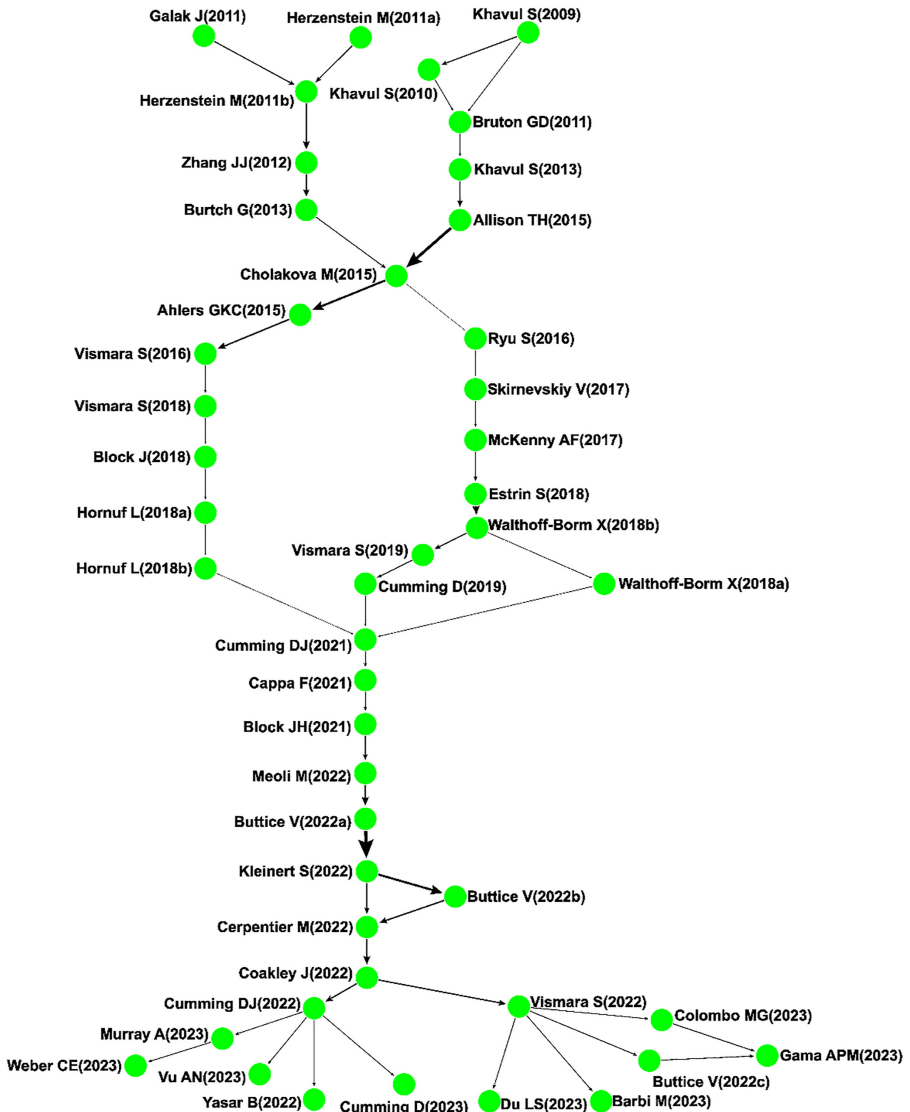 Galak J(2011)
Herzenstein M(2011a)
Khavul S(2009)
Khavul S(2010)
Herzenstein M(2011b)
Bruton GD(2011)
Zhang JJ(2012)
Khavul S(2013)
Burtch G(2013)
Allison TH(2015)
Cholakova M(2015)
Ahlers GKC(2015)
Ryu S(2016)
Vismara S(2016)
Skirnevskiy V(2017)
Vismara S(2018)
McKenny AF(2017)
Block J(2018)
Estrin S(2018)
Hornuf L(2018a)
Walthoff-Borm X(2018b)
Vismara S(2019)
Hornuf L(2018b)
Cumming D(2019)
Walthoff-Borm X(2018a)
Cumming DJ(2021)
Cappa F(2021)
Block JH(2021)
Meoli M(2022)
Buttice V(2022a)
Kleinert S(2022)
Buttice V(2022b)
Cerpentier M(2022)
Coakley J(2022)
Cumming DJ(2022)
Vismara S(2022)
Colombo MG(2023)
Murray A(2023)
Gama APM(2023)
Weber CE(2023)
Vu AN(2023)
Buttice V(2022c)
Yasar B(2022)
Cumming D(2023)
Du LS(2023)
Barbi M(2023)